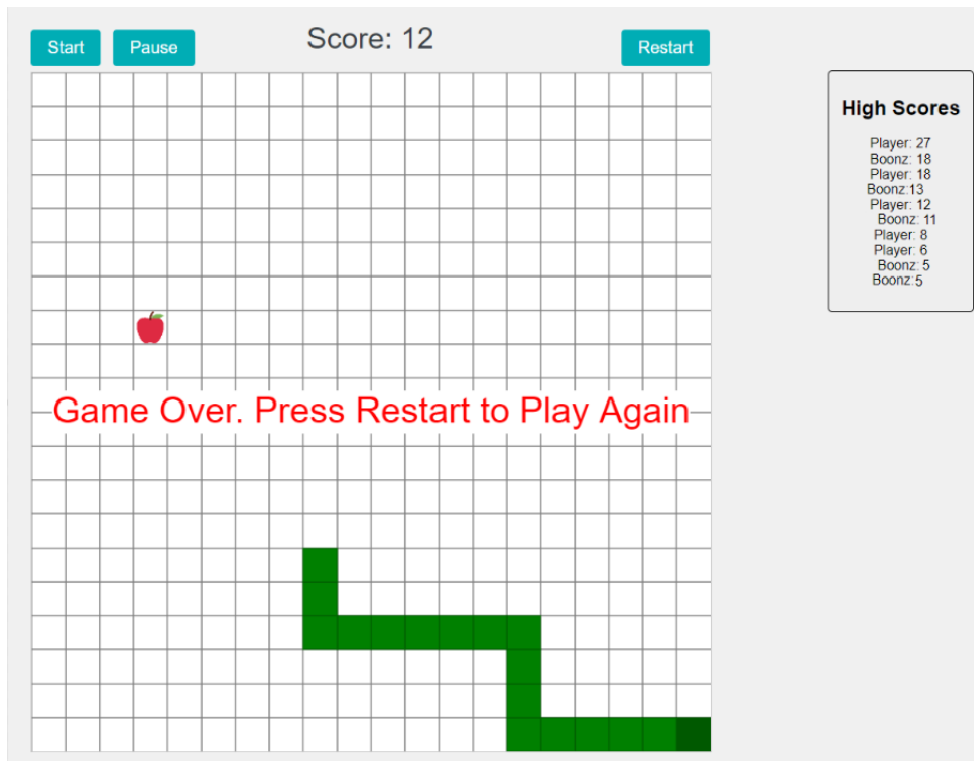 Start Pause Score: 12 Restart
High Scores
Player: 27
Boonz: 18
Player: 18
Boonz:13
Player: 12
Boonz: 11
Player: 8
Player: 6
Boonz: 5
Boonz:5
Game Over. Press Restart to Play Again